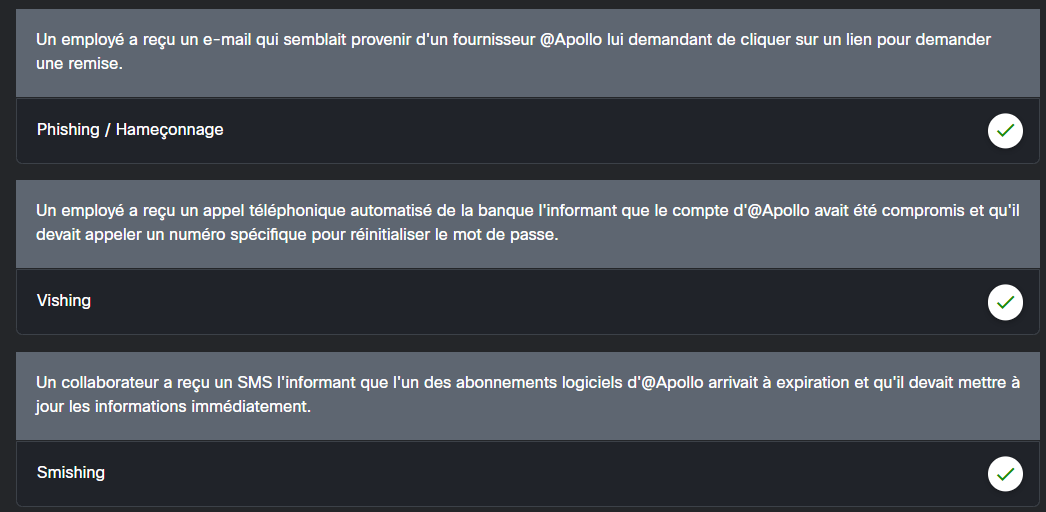 Un employé a reçu un e-mail qui semblait provenir d'un fournisseur @Apollo lui demandant de cliquer sur un lien pour demander
une remise.
Phishing / Hameçonnage
Un employé a reçu un appel téléphonique automatisé de la banque l'informant que le compte d'@Apollo avait été compromis et qu'il
devait appeler un numéro spécifique pour réinitialiser le mot de passe.
Vishing
Un collaborateur a reçu un SMS l'informant que l'un des abonnements logiciels d'@Apollo arrivait à expiration et qu'il devait mettre à
jour les informations immédiatement.
Smishing